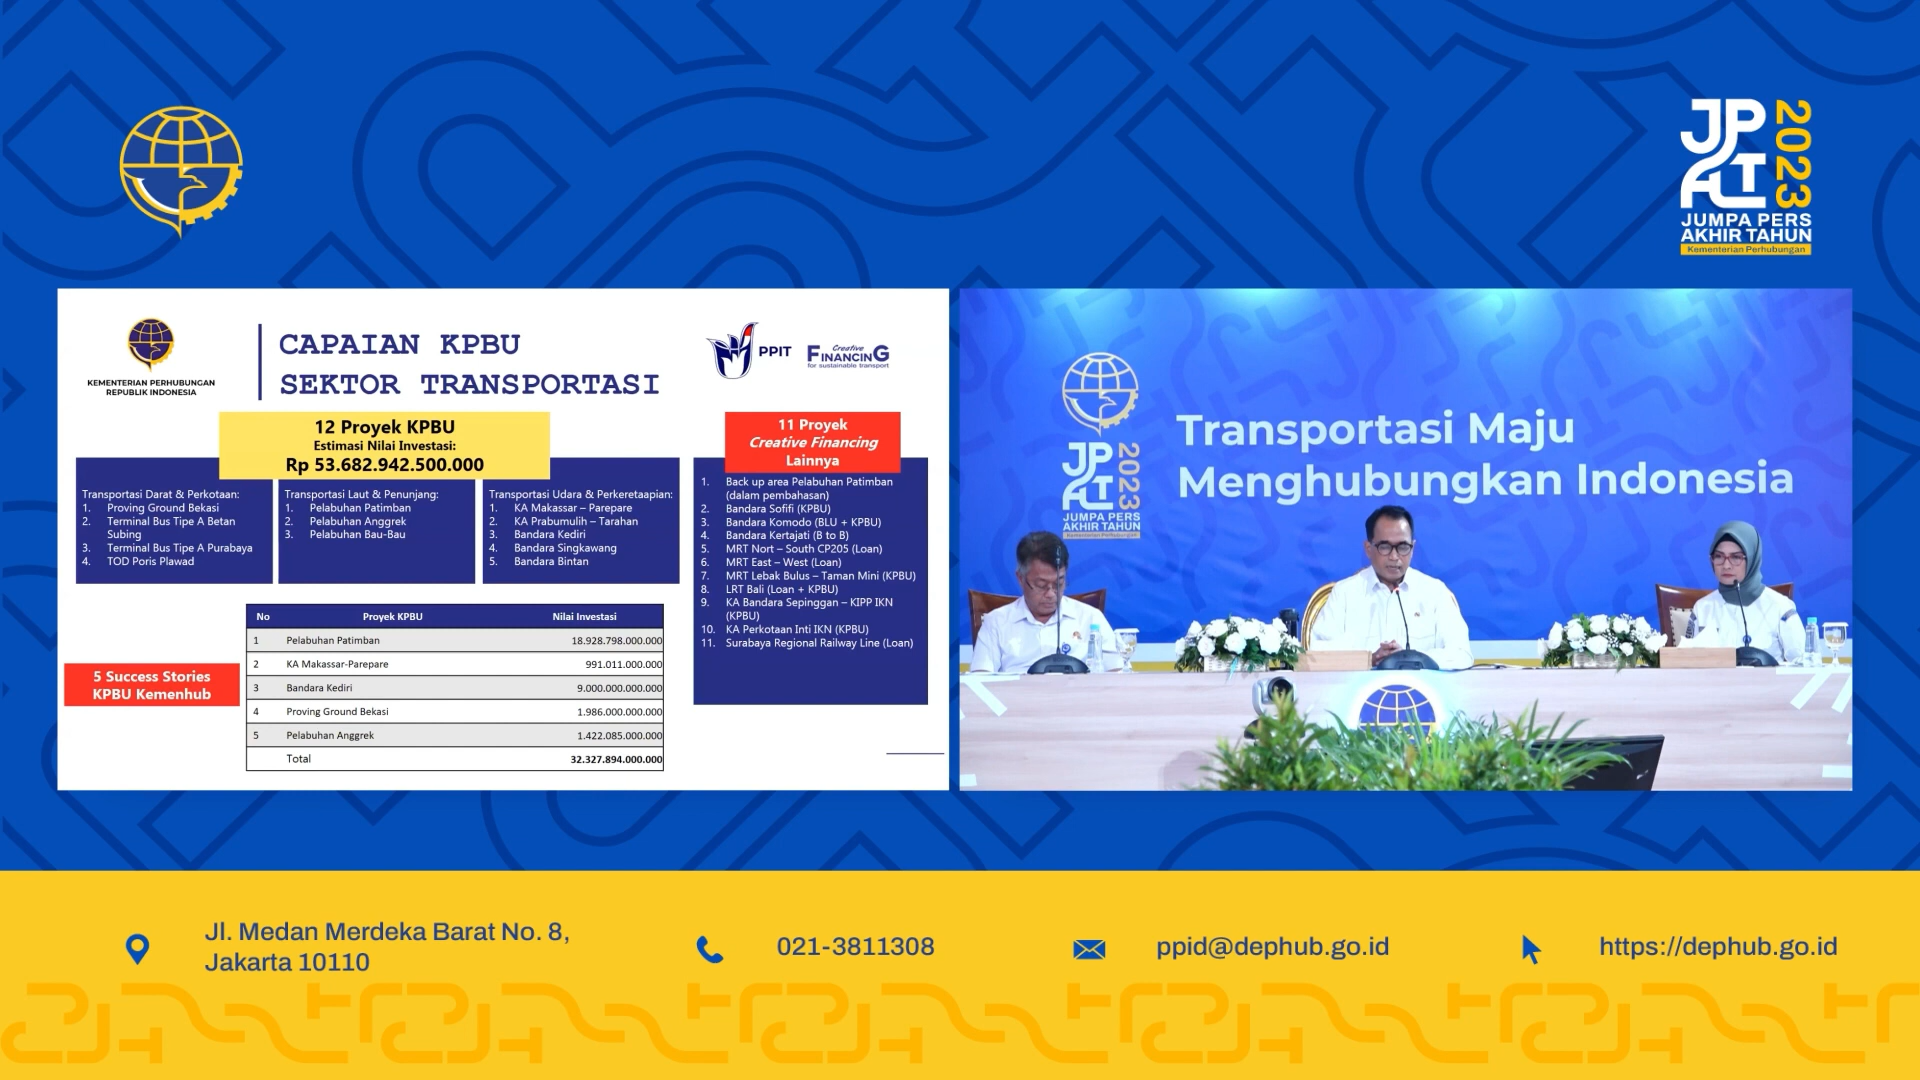 JPAT 2023
JUMPA PERS
AKHIR TAHUN
Kementerian Perhubungan
KEMENTERIAN PERHUBUNGAN
REPUBLIK INDONESIA
CAPAIAN KPBU
SEKTOR TRANSPORTASI
PPIT
Creative
FINANCING
for sustainable transport
12 Proyek KPBU
Estimasi Nilai Investasi:
Rp 53.682.942.500.000
Transportasi Darat & Perkotaan:
1. Proving Ground Bekasi
2. Terminal Bus Tipe A Betan
Subing
3. Terminal Bus Tipe A Purabaya
4. TOD Poris Plawad
Transportasi Laut & Penunjang:
1. Pelabuhan Patimban
2. Pelabuhan Anggrek
3. Pelabuhan Bau-Bau
Transportasi Udara & Perkeretaapian:
1. KA Makassar – Parepare
2. KA Prabumulih – Tarahan
3. Bandara Kediri
4. Bandara Singkawang
5. Bandara Bintan
11 Proyek
Creative Financing
Lainnya
1. Back up area Pelabuhan Patimban
(dalam pembahasan)
2. Bandara Sofifi (KPBU)
3. Bandara Komodo (BLU + KPBU)
4. Bandara Kertajati (B to B)
5. MRT Nort – South CP205 (Loan)
6. MRT East – West (Loan)
7. MRT Lebak Bulus – Taman Mini (KPBU)
8. LRT Bali (Loan + KPBU)
9. KA Bandara Sepinggan – KIPP IKN
(KPBU)
10. KA Perkotaan Inti IKN (KPBU)
11. Surabaya Regional Railway Line (Loan)
5 Success Stories
KPBU Kemenhub
No Proyek KPBU Nilai Investasi
1 Pelabuhan Patimban 18.928.798.000.000
2 KA Makassar-Parepare 991.011.000.000
3 Bandara Kediri 9.000.000.000.000
4 Proving Ground Bekasi 1.986.000.000.000
5 Pelabuhan Anggrek 1.422.085.000.000
Total 32.327.894.000.000
JPAT 2023
JUMPA PERS
AKHIR TAHUN
Kementerian Perhubungan
Transportasi Maju
Menghubungkan Indonesia
Jl. Medan Merdeka Barat No. 8,
Jakarta 10110
021-3811308
ppid@dephub.go.id
https://dephub.go.id